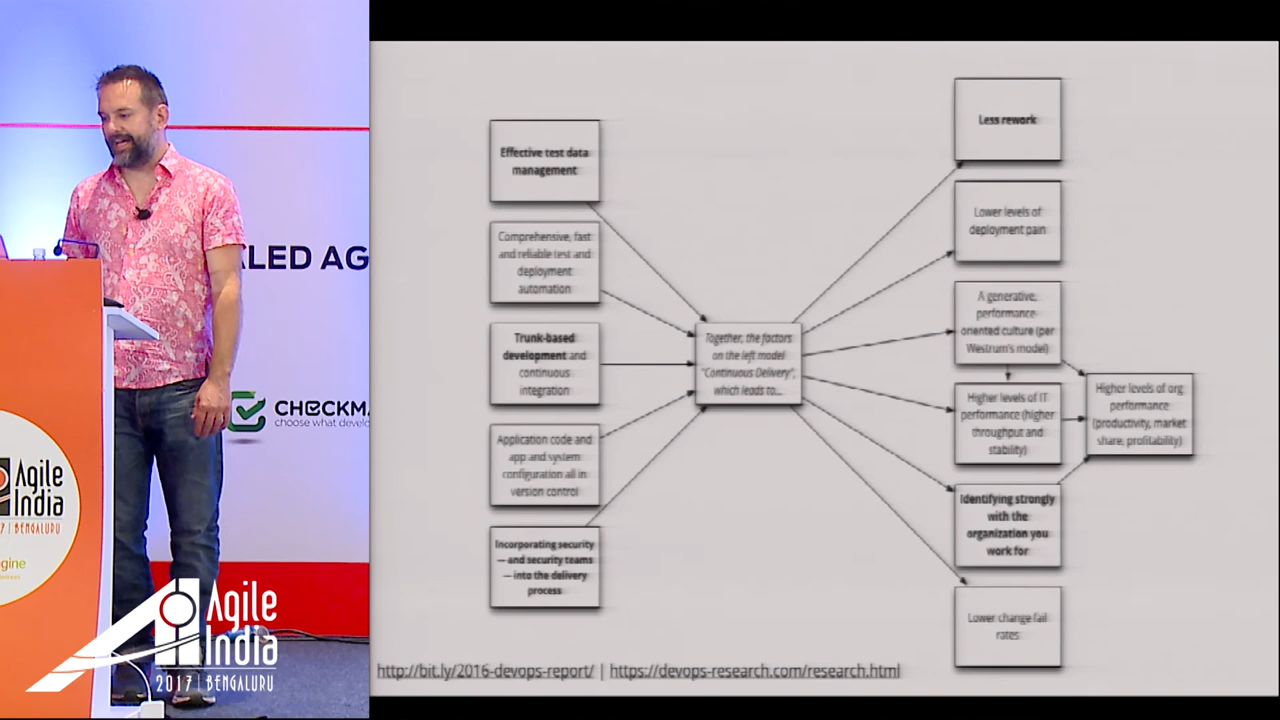 LED AG
CHECKM
choose what develo
Agile
India
7 | BENGALURU
gine
Agile
India
2017 | BENGALURU
Effective test data
management
Comprehensive, fast
and reliable test and
deployment
automation
Trunk-based
development and
continuous
integration
Application code and
app and system
configuration all in
version control
Incorporating security
— and security teams
— into the delivery
process
Together, the factors
on the left model
"Continuous Delivery",
which leads to...
Less rework
Lower levels of
deployment pain
A generative,
performance-
oriented culture (per
Westrum's model)
Higher levels of IT
performance (higher
throughput and
stability)
Identifying strongly
with the
organization you
work for
Lower change fail
rates
Higher levels of org
performance
(productivity, market
share, profitability)
http://bit.ly/2016-devops-report/ | https://devops-research.com/research.html